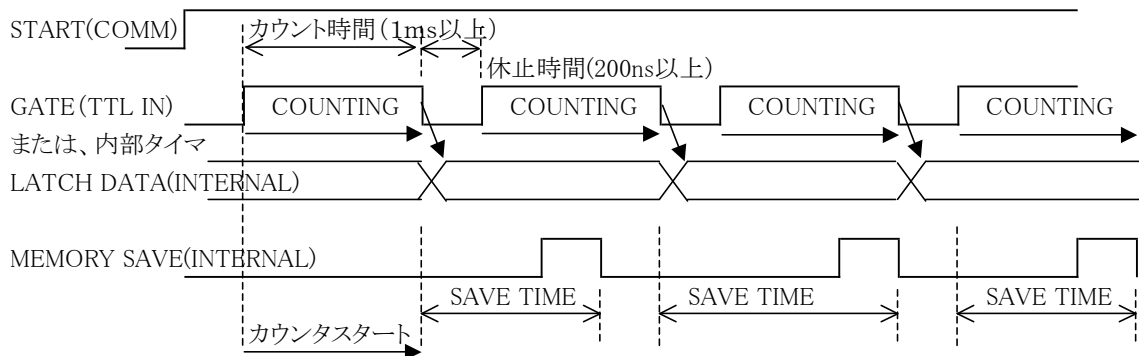 START(COMM)
カウント時間(1ms以上)
休止時間(200ns以上)
GATE(TTL IN)
COUNTING
COUNTING
COUNTING
COUNTING
または、内部タイマ
LATCH DATA(INTERNAL)
MEMORY SAVE(INTERNAL)
SAVE TIME
SAVE TIME
SAVE TIME
カウンタスタート